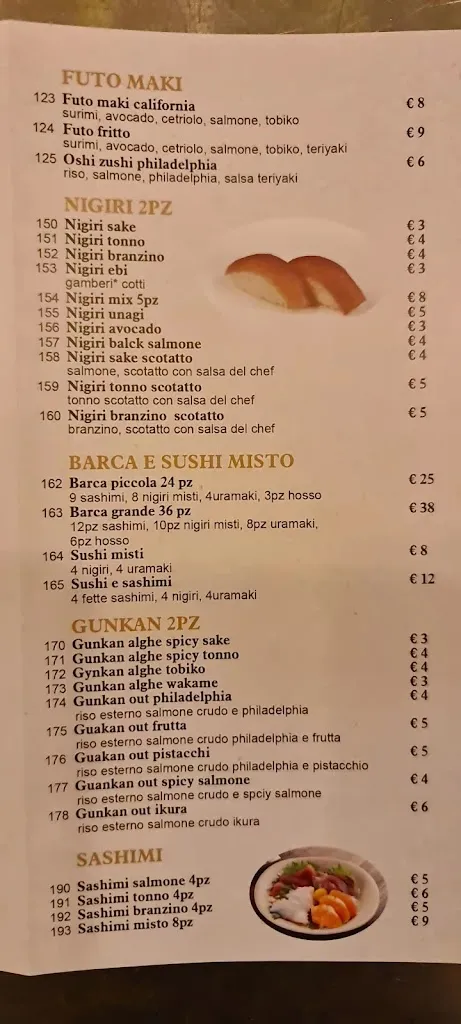 FUTO MAKI
123 Futo maki california € 8
surimi, avocado, cetriolo, salmone, tobiko
124 Futo fritto € 9
surimi, avocado, cetriolo, salmone, tobiko, teriyaki
125 Oshi zushi philadelphia € 6
riso, salmone, philadelphia, salsa teriyaki
NIGIRI 2PZ
150 Nigiri sake € 3
151 Nigiri tonno € 4
152 Nigiri branzino € 4
153 Nigiri ebi € 3
gamberi* cotti
154 Nigiri mix 5pz € 8
155 Nigiri unagi € 5
156 Nigiri avocado € 3
157 Nigiri balck salmone € 4
158 Nigiri sake scotatto € 4
salmone, scotatto con salsa del chef
159 Nigiri tonno scotatto € 5
tonno scotatto con salsa del chef
160 Nigiri branzino scotatto € 5
branzino, scotatto con salsa del chef
BARCA E SUSHI MISTO
162 Barca piccola 24 pz € 25
9 sashimi, 8 nigiri misti, 4uramaki, 3pz hosso
163 Barca grande 36 pz € 38
12pz sashimi, 10pz nigiri misti, 8pz uramaki,
6pz hosso
164 Sushi misti € 8
4 nigiri, 4 uramaki
165 Sushi e sashimi € 12
4 fette sashimi, 4 nigiri, 4uramaki
GUNKAN 2PZ
170 Gunkan alghe spicy sake € 3
171 Gunkan alghe spicy tonno € 4
172 Gynkan alghe tobiko € 4
173 Gunkan alghe wakame € 3
174 Gunkan out philadelphia € 4
riso esterno salmone crudo e philadelphia
175 Guakan out frutta € 5
riso esterno salmone crudo philadelphia e frutta
176 Guakan out pistacchi € 5
riso esterno salmone crudo philadelphia e pistacchio
177 Guankan out spicy salmone € 4
riso esterno salmone crudo e spciy salmone
178 Gunkan out ikura € 6
riso esterno salmone crudo ikura
SASHIMI
190 Sashimi salmone 4pz € 5
191 Sashimi tonno 4pz € 6
192 Sashimi branzino 4pz € 5
193 Sashimi misto 8pz € 9